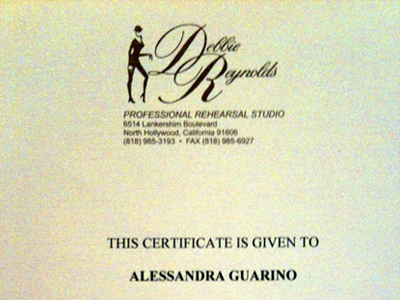 Debbie
Reynolds
PROFESSIONAL REHEARSAL STUDIO
6514 Lankershim Boulevard
North Hollywood, California 91606
(818) 985-3193 • FAX (818) 985-6927
THIS CERTIFICATE IS GIVEN TO
ALESSANDRA GUARINO